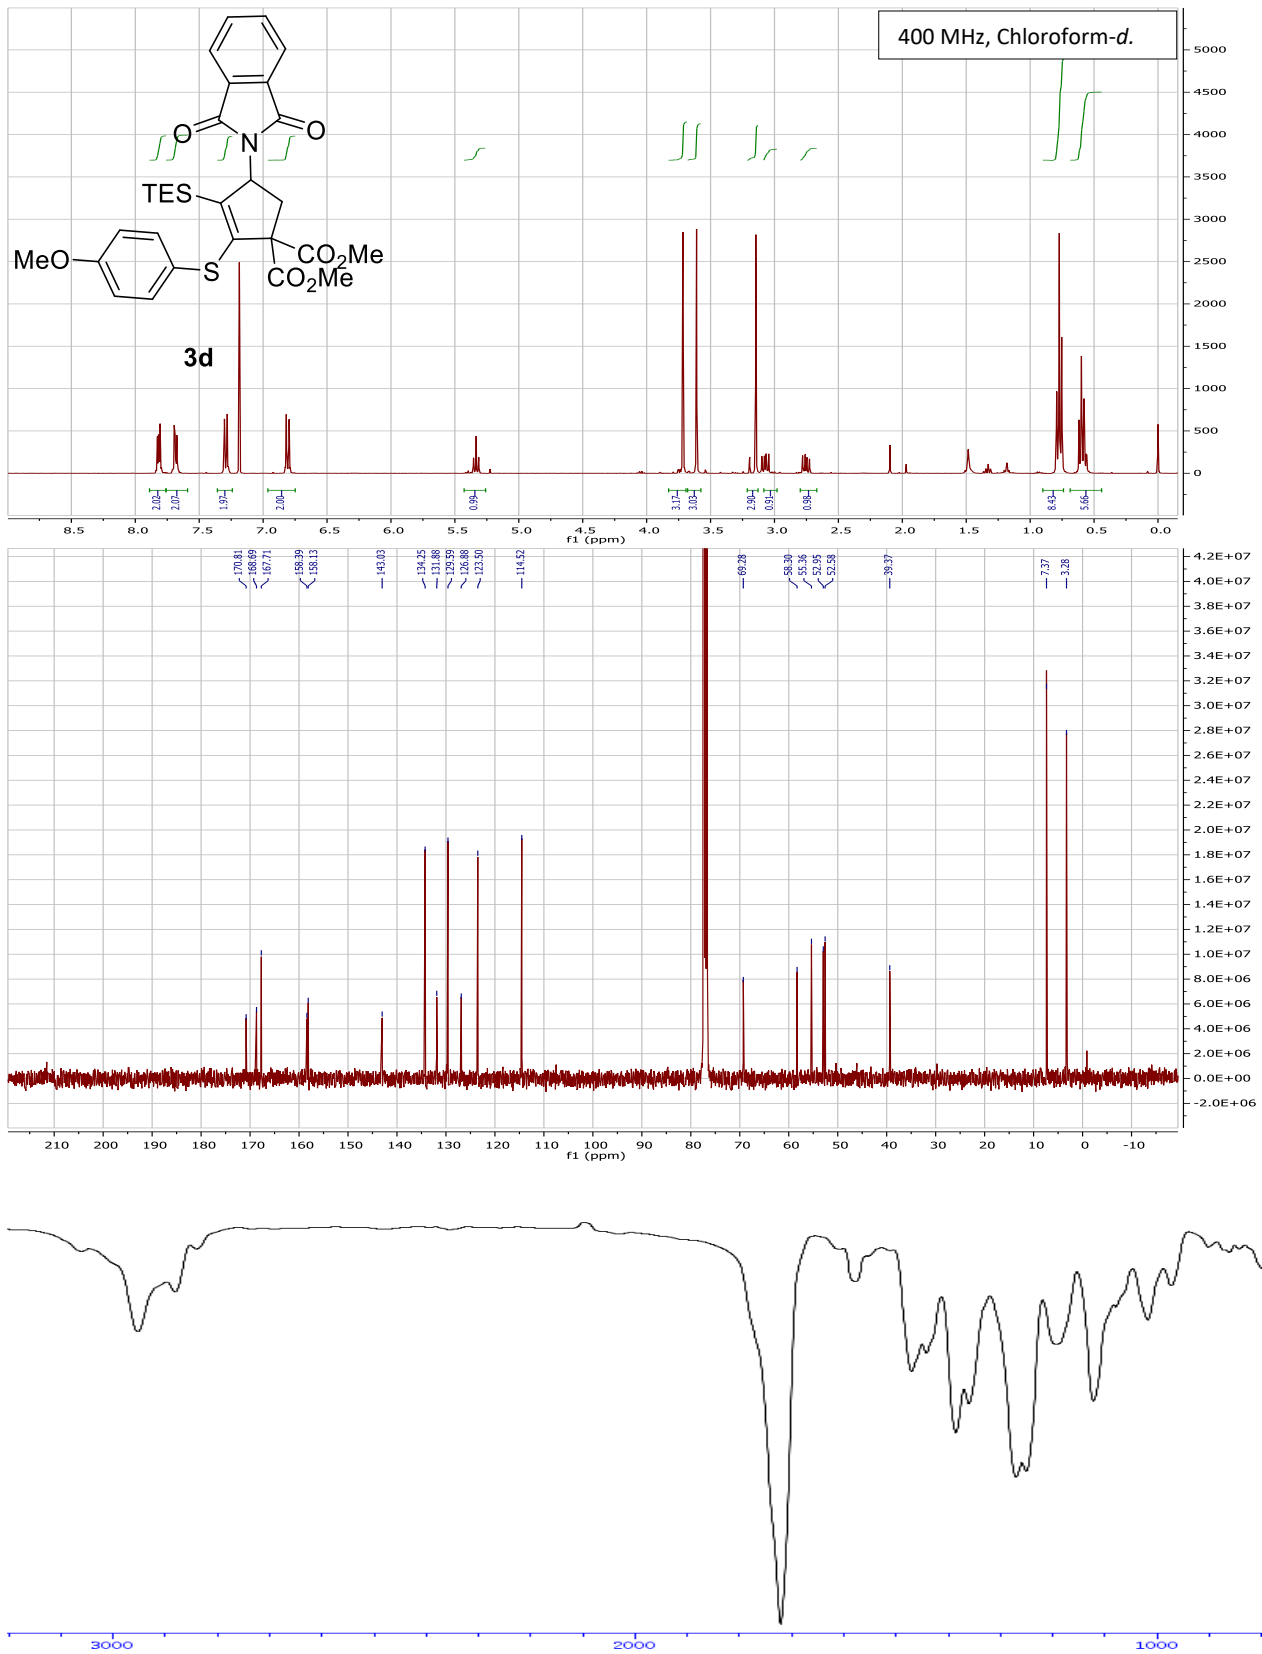 400 MHz, Chloroform-d.
O
O
N
TES
MeO
S
CO2Me
CO2Me
3d
5000
4500
4000
3500
3000
2500
2000
1500
1000
500
0
2.02
2.07
1.97
2.00
0.99
3.17
3.03
2.90
0.91
0.98
8.43
5.66
8.5 8.0 7.5 7.0 6.5 6.0 5.5 5.0 4.5 4.0 3.5 3.0 2.5 2.0 1.5 1.0 0.5 0.0
f1 (ppm)
170.81
168.69
167.71
158.39
158.13
143.03
134.25
131.88
129.59
126.88
123.50
114.52
69.28
58.30
55.36
52.95
52.58
39.37
7.37
3.28
4.2E+07
4.0E+07
3.8E+07
3.6E+07
3.4E+07
3.2E+07
3.0E+07
2.8E+07
2.6E+07
2.4E+07
2.2E+07
2.0E+07
1.8E+07
1.6E+07
1.4E+07
1.2E+07
1.0E+07
8.0E+06
6.0E+06
4.0E+06
2.0E+06
0.0E+00
-2.0E+06
210 200 190 180 170 160 150 140 130 120 110 100 90 80 70 60 50 40 30 20 10 0 -10
f1 (ppm)
3000 2000 1000